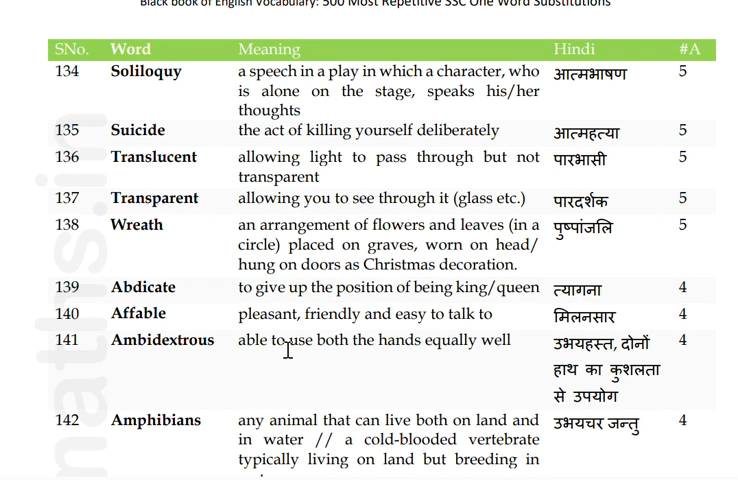 Black book of English Vocabulary: 500 Most Repetitive SSC One Word Substitutions
SNo. Word Meaning Hindi #A
134 Soliloquy a speech in a play in which a character, who आत्मभाषण 5
is alone on the stage, speaks his/her
thoughts
135 Suicide the act of killing yourself deliberately आत्महत्या 5
136 Translucent allowing light to pass through but not पारभासी 5
transparent
137 Transparent allowing you to see through it (glass etc.) पारदर्शक 5
138 Wreath an arrangement of flowers and leaves (in a पुष्पांजलि 5
circle) placed on graves, worn on head/
hung on doors as Christmas decoration.
139 Abdicate to give up the position of being king/queen त्यागना 4
140 Affable pleasant, friendly and easy to talk to मिलनसार 4
141 Ambidextrous able to use both the hands equally well उभयहस्त, दोनों 4
हाथ का कुशलता
से उपयोग
142 Amphibians any animal that can live both on land and उभयचर जन्तु 4
in water // a cold-blooded vertebrate
typically living on land but breeding in
maths.in